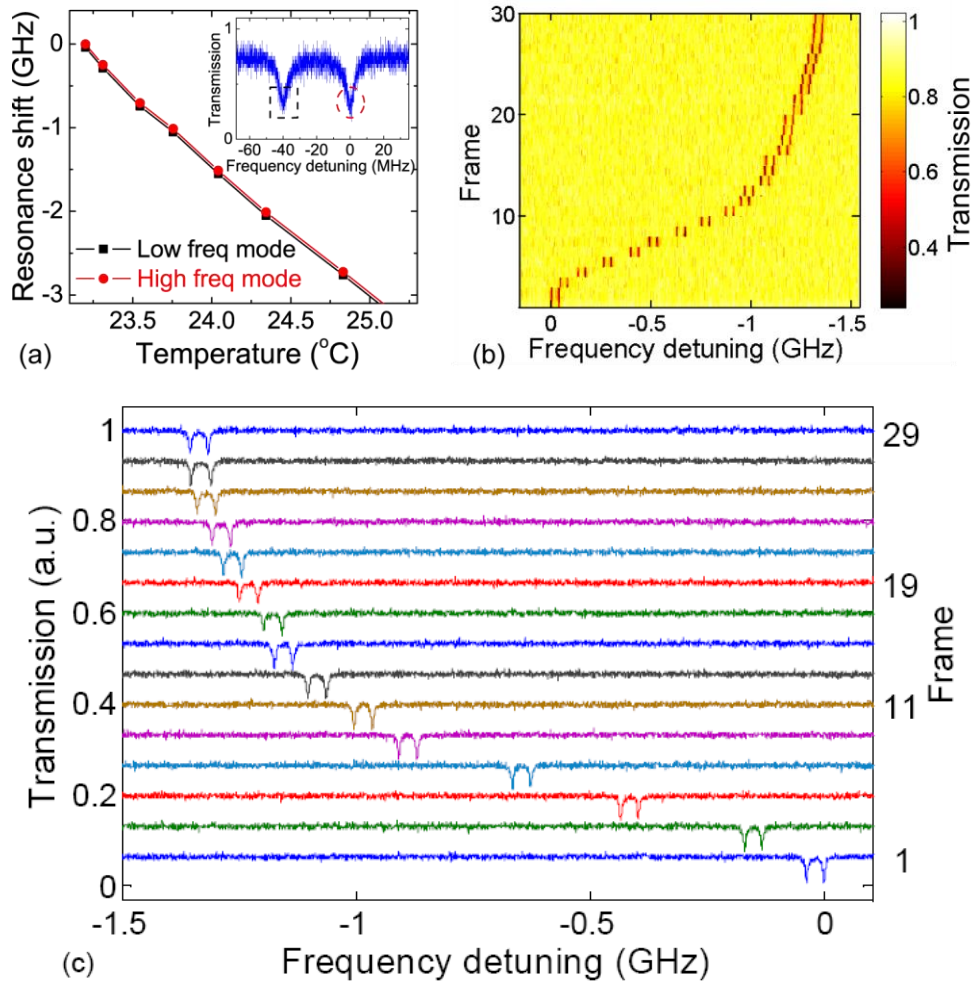 Resonance shift (GHz)
0
-1
-2
-3
23.5 24.0 24.5 25.0
Temperature (°C)
Low freq mode
High freq mode
Transmission
1
0
-60 -40 -20 0 20
Frequency detuning (MHz)
(a)
Frame
30
20
10
0 -0.5 -1 -1.5
Frequency detuning (GHz)
(b)
1
0.8
0.6
0.4
Transmission
Transmission (a.u.)
1
0.8
0.6
0.4
0.2
0
29
19
11
1
Frame
-1.5 -1 -0.5 0
Frequency detuning (GHz)
(c)